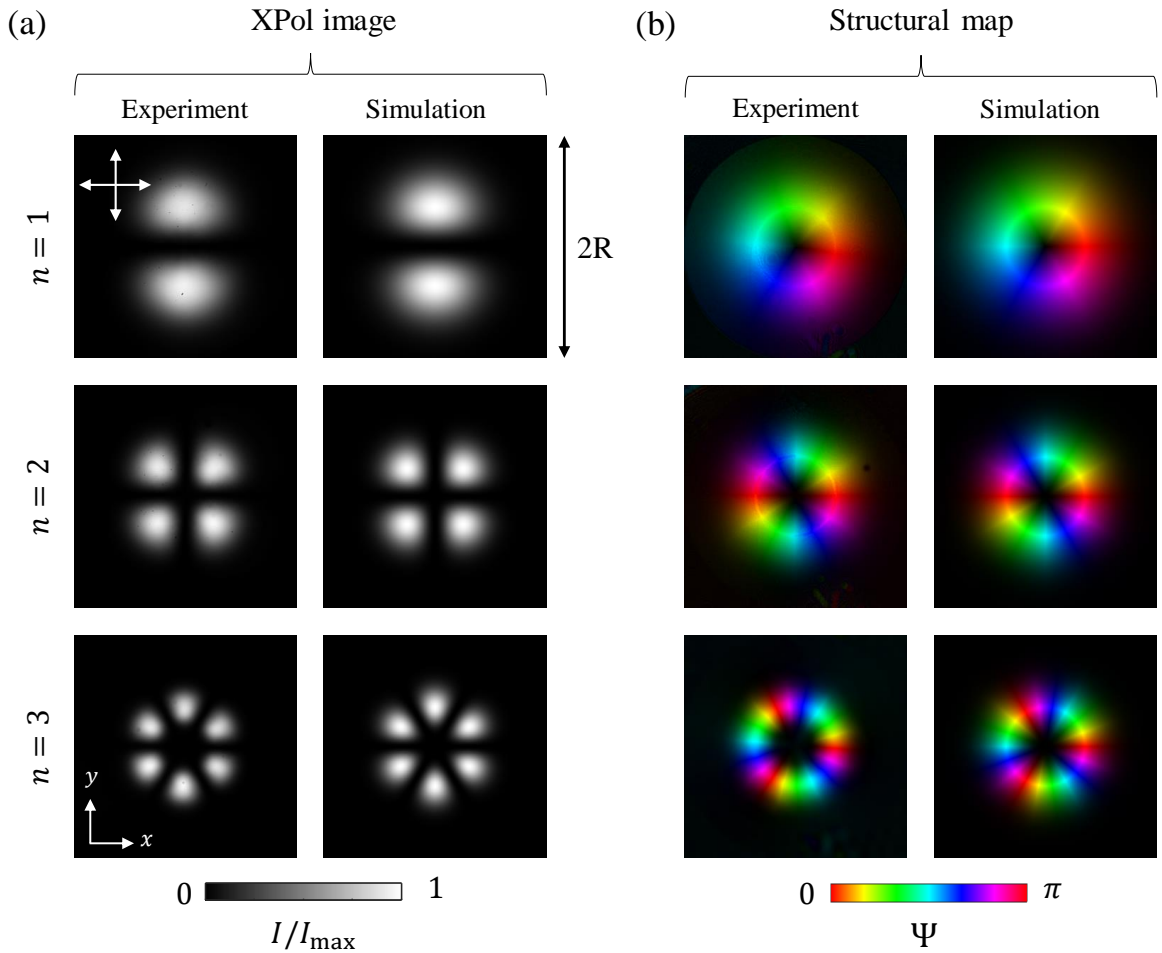 (a) XPol image
(b) Structural map
Experiment Simulation
Experiment Simulation
n = 1
2R
n = 2
n = 3
y
x
0 1
I/I_max
0 π
Ψ